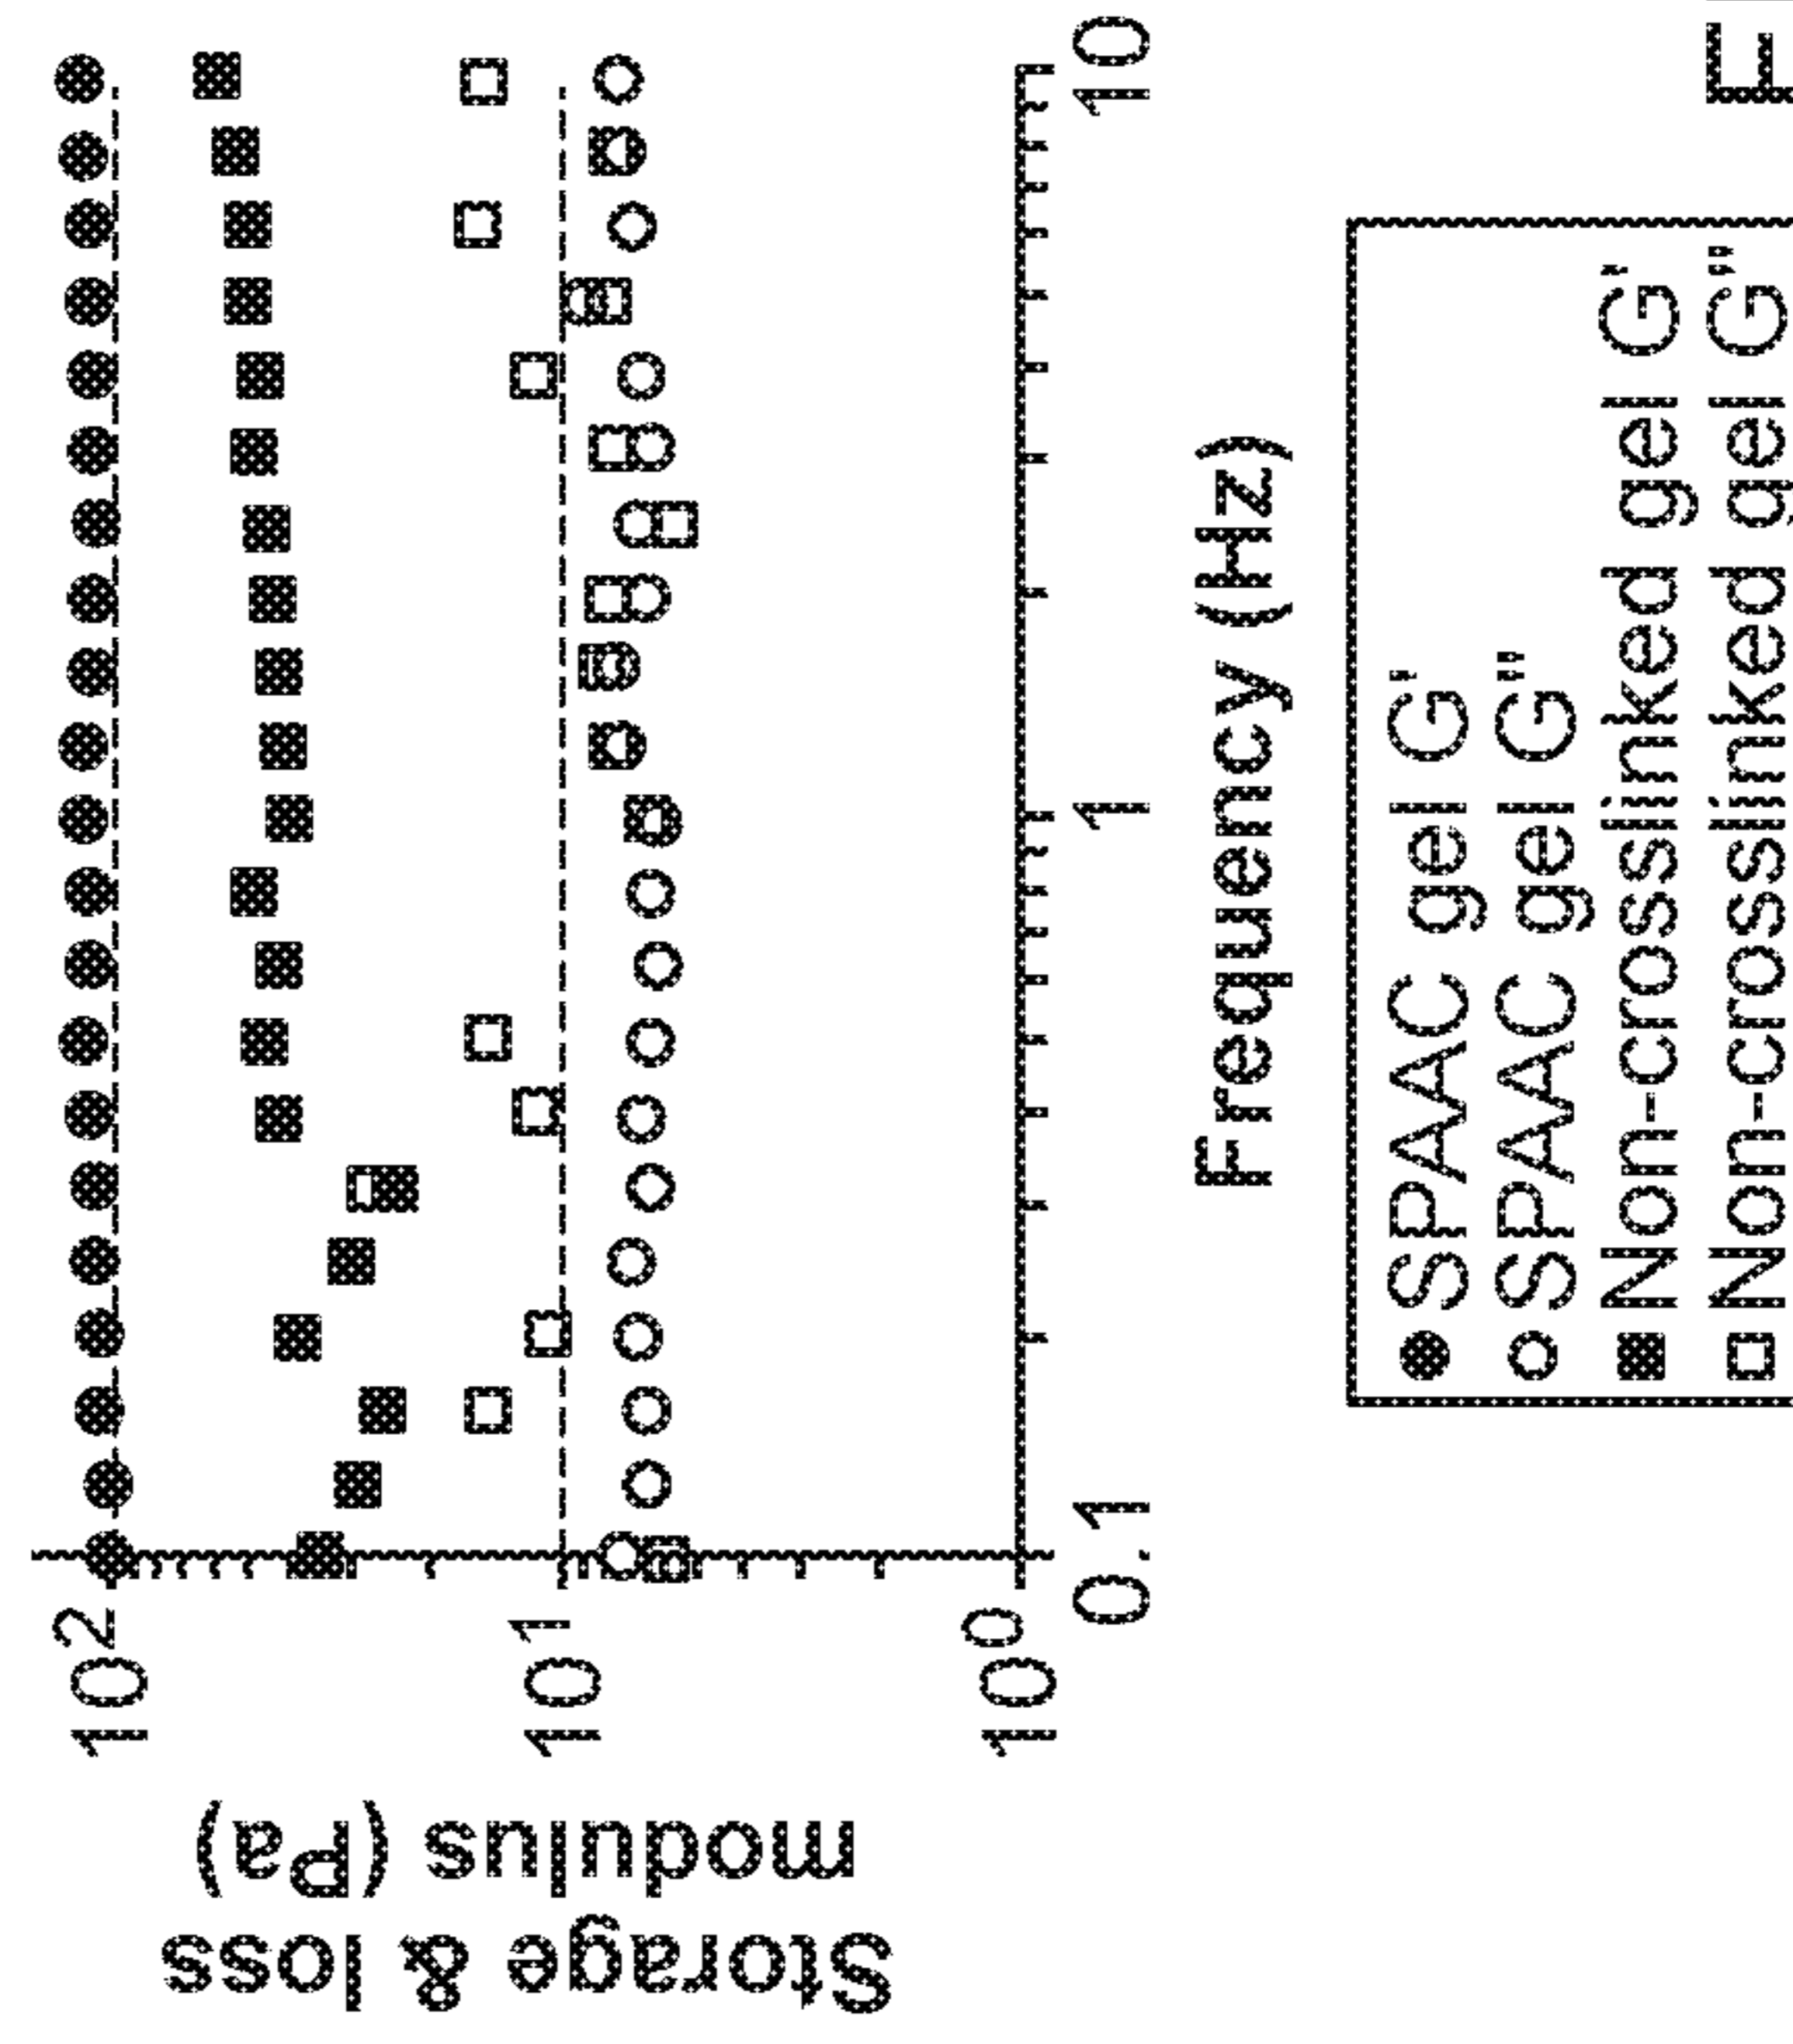 Storage & loss
modulus (Pa)
10²
10¹
10⁰
0.1
1
10
Frequency (Hz)
SPAAC gel G'
SPAAC gel G"
Non-crosslinked gel G'
Non-crosslinked gel G"